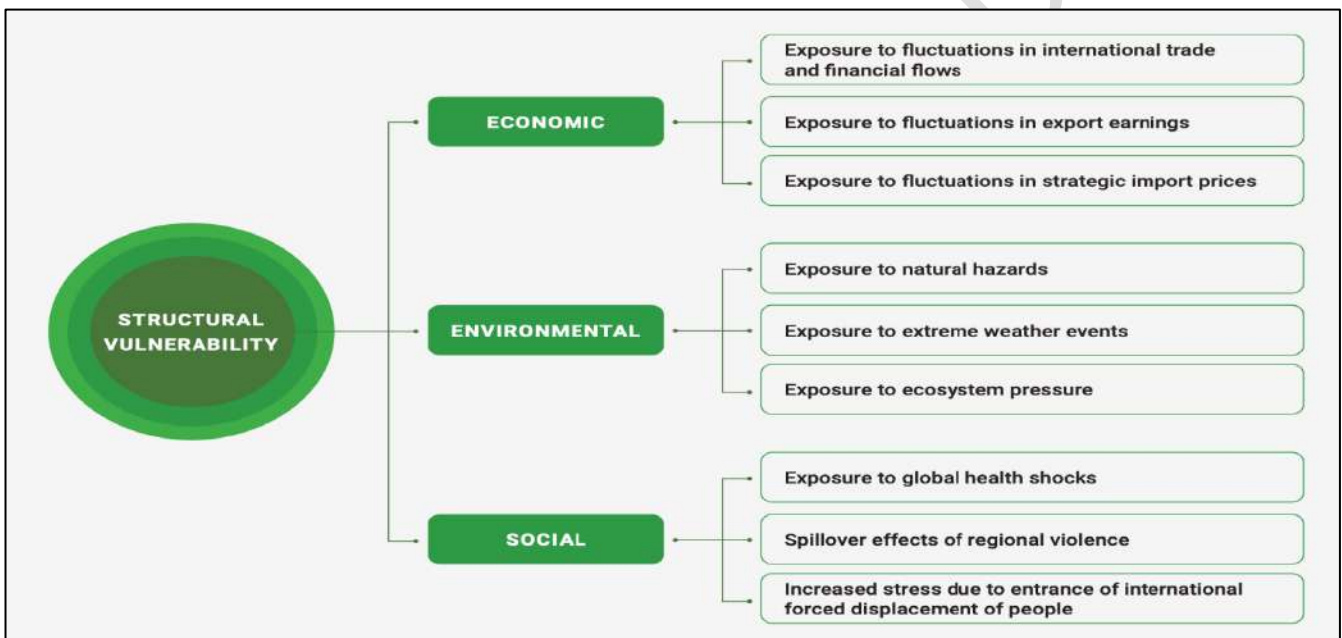 STRUCTURAL
VULNERABILITY
ECONOMIC
Exposure to fluctuations in international trade
and financial flows
Exposure to fluctuations in export earnings
Exposure to fluctuations in strategic import prices
ENVIRONMENTAL
Exposure to natural hazards
Exposure to extreme weather events
Exposure to ecosystem pressure
SOCIAL
Exposure to global health shocks
Spillover effects of regional violence
Increased stress due to entrance of international
forced displacement of people